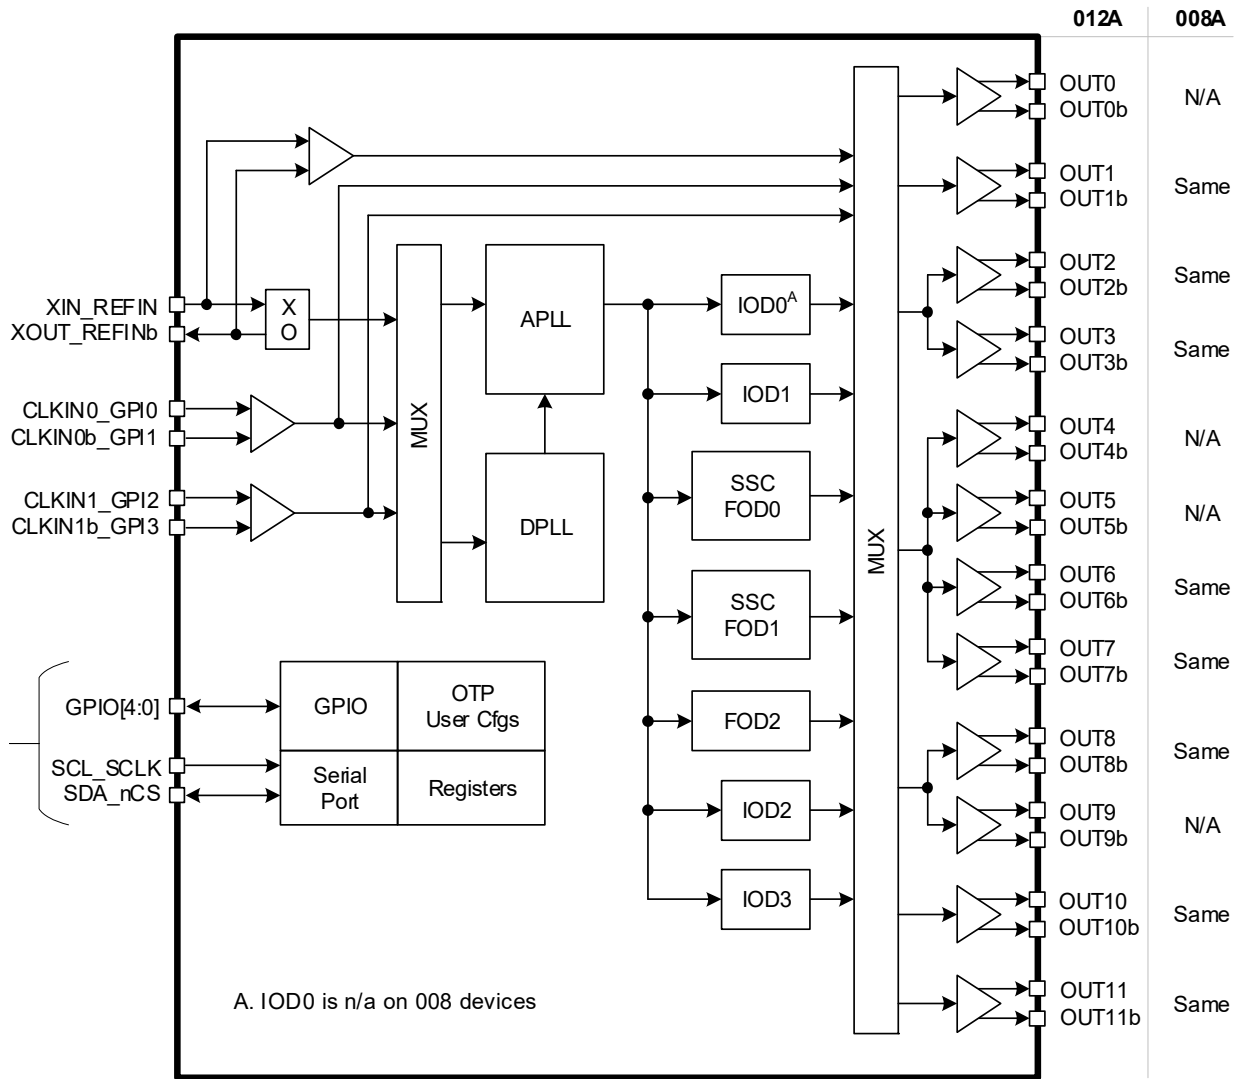 012A 008A
OUT0
OUT0b
N/A
OUT1
OUT1b
Same
OUT2
OUT2b
Same
OUT3
OUT3b
Same
OUT4
OUT4b
N/A
OUT5
OUT5b
N/A
OUT6
OUT6b
Same
OUT7
OUT7b
Same
OUT8
OUT8b
Same
OUT9
OUT9b
N/A
OUT10
OUT10b
Same
OUT11
OUT11b
Same
XIN_REFIN
XOUT_REFINb
CLKIN0_GPI0
CLKIN0b_GPI1
CLKIN1_GPI2
CLKIN1b_GPI3
GPIO[4:0]
SCL_SCLK
SDA_nCS
X
O
MUX
APLL
DPLL
IOD0ᴬ
IOD1
SSC
FOD0
SSC
FOD1
FOD2
IOD2
IOD3
MUX
GPIO
OTP
User Cfgs
Serial
Port
Registers
A. IOD0 is n/a on 008 devices